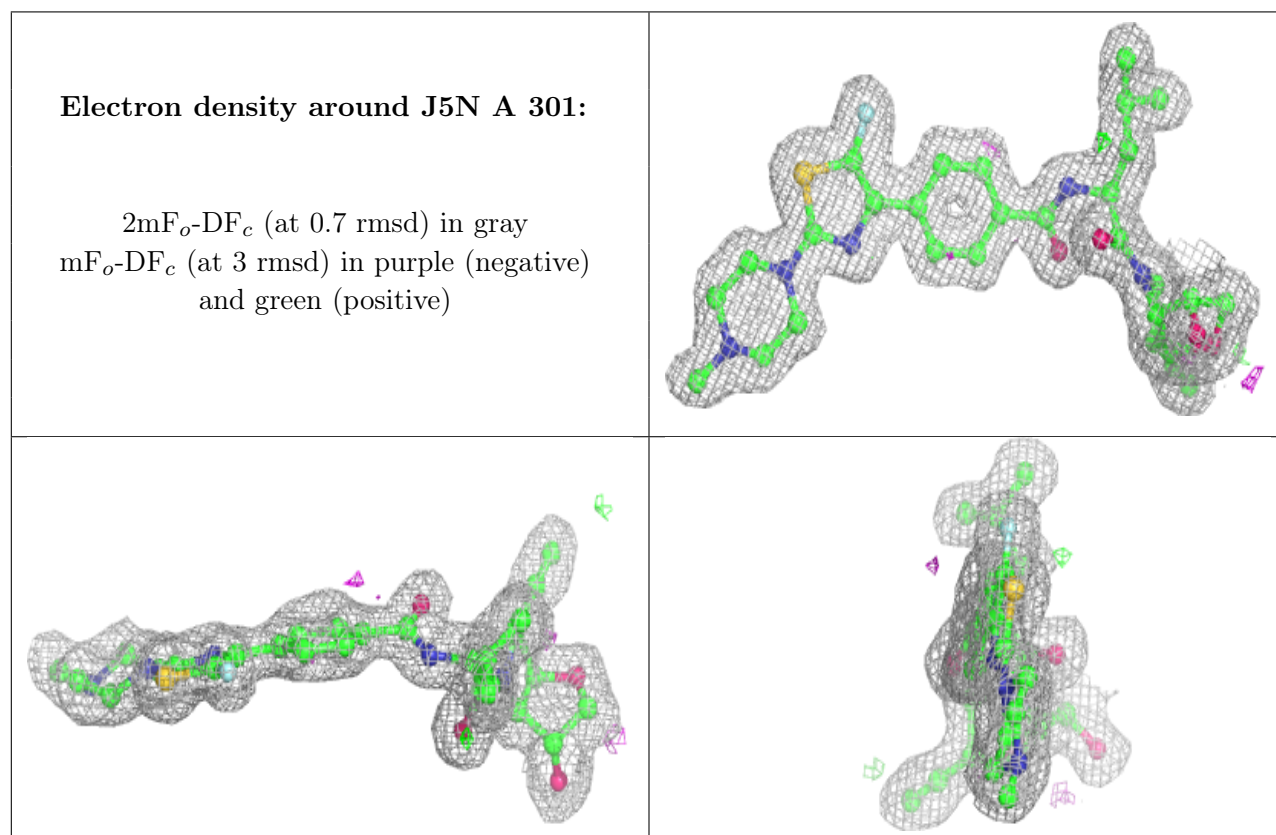 Electron density around J5N A 301:
2mFo-DFc (at 0.7 rmsd) in gray
mFo-DFc (at 3 rmsd) in purple (negative)
and green (positive)